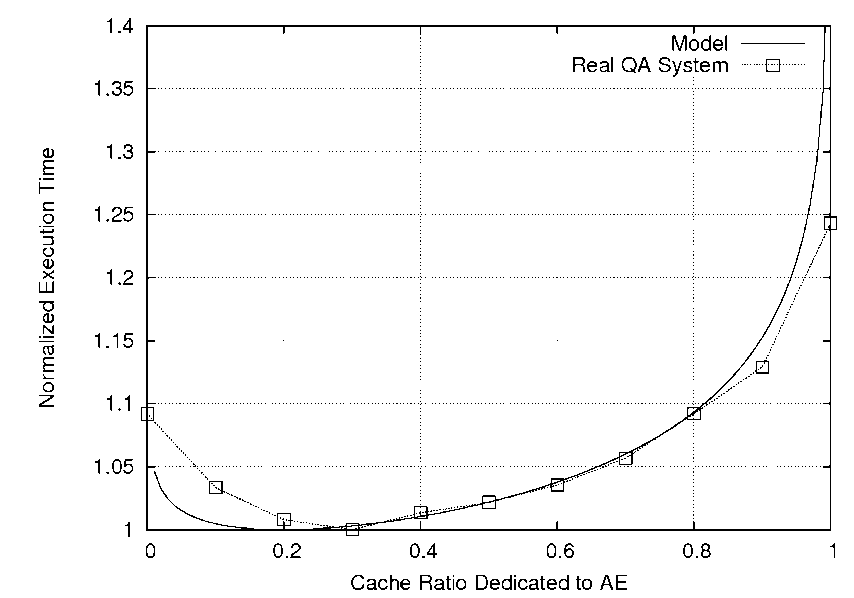 1.4
Model
Real QA System
1.35
1.3
1.25
1.2
1.15
1.1
1.05
1
Normalized Execution Time
0 0.2 0.4 0.6 0.8 1
Cache Ratio Dedicated to AE